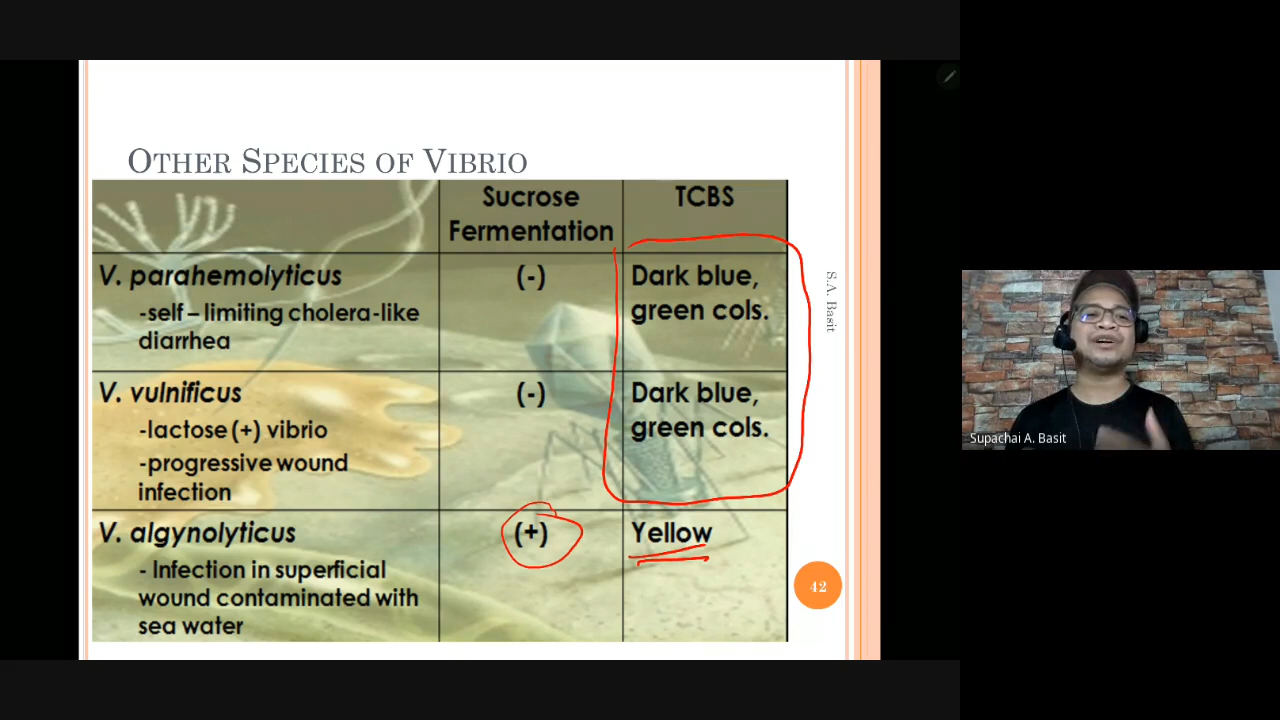 OTHER SPECIES OF VIBRIO
Sucrose
Fermentation
TCBS
V. parahemolyticus
-self – limiting cholera-like
diarrhea
(-)
Dark blue,
green cols.
V. vulnificus
-lactose (+) vibrio
-progressive wound
infection
(-)
Dark blue,
green cols.
V. algynolyticus
- Infection in superficial
wound contaminated with
sea water
(+)
Yellow
S.A. Basit
42
Supachai A. Basit